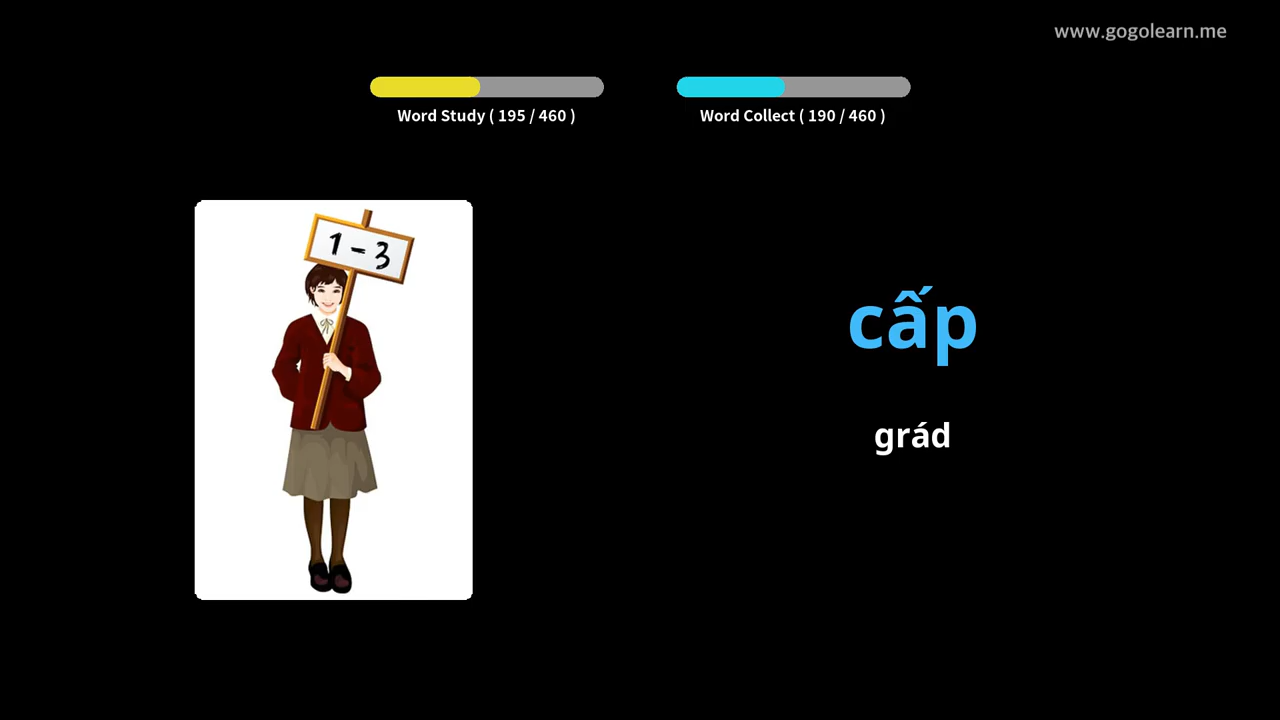 www.gogolearn.me
Word Study ( 195 / 460 )
Word Collect ( 190 / 460 )
1 - 3
cấp
grád